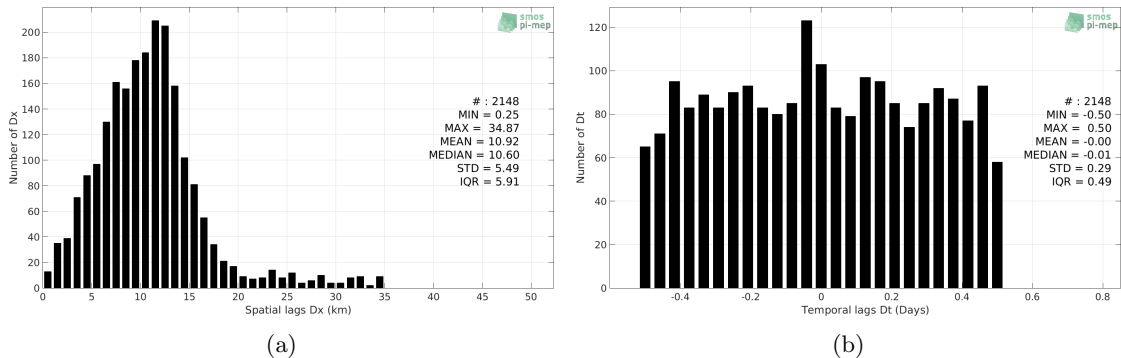 smos
pi-mep
Number of Dx
200
180
160
140
120
100
80
60
40
20
0
# : 2148
MIN = 0.25
MAX = 34.87
MEAN = 10.92
MEDIAN = 10.60
STD = 5.49
IQR = 5.91
0 5 10 15 20 25 30 35 40 45 50
Spatial lags Dx (km)
(a)
smos
pi-mep
Number of Dt
120
100
80
60
40
20
0
# : 2148
MIN = -0.50
MAX = 0.50
MEAN = -0.00
MEDIAN = -0.01
STD = 0.29
IQR = 0.49
-0.4 -0.2 0 0.2 0.4 0.6 0.8
Temporal lags Dt (Days)
(b)